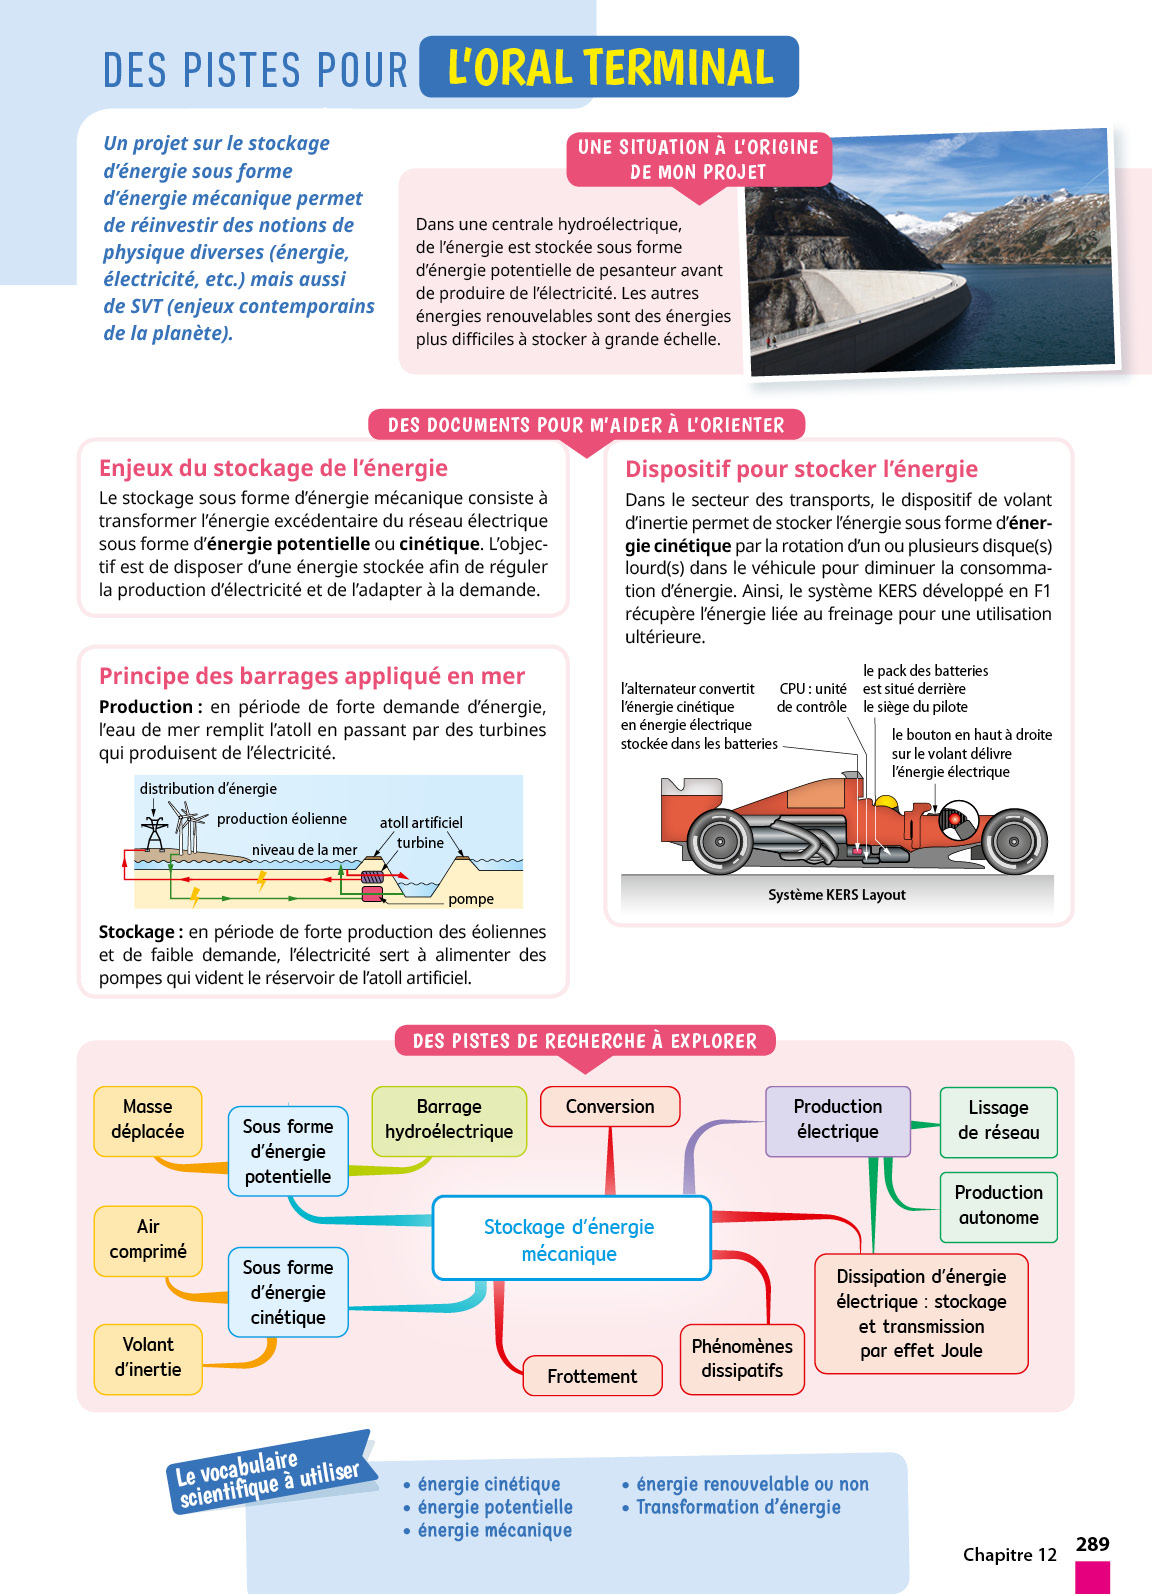 DES PISTES POUR L'ORAL TERMINAL
Un projet sur le stockage
d'énergie sous forme
d'énergie mécanique permet
de réinvestir des notions de
physique diverses (énergie,
électricité, etc.) mais aussi
de SVT (enjeux contemporains
de la planète).
UNE SITUATION À L'ORIGINE
DE MON PROJET
Dans une centrale hydroélectrique,
de l'énergie est stockée sous forme
d'énergie potentielle de pesanteur avant
de produire de l'électricité. Les autres
énergies renouvelables sont des énergies
plus difficiles à stocker à grande échelle.
DES DOCUMENTS POUR M'AIDER À L'ORIENTER
Enjeux du stockage de l'énergie
Le stockage sous forme d'énergie mécanique consiste à
transformer l'énergie excédentaire du réseau électrique
sous forme d'énergie potentielle ou cinétique. L'objec-
tif est de disposer d'une énergie stockée afin de réguler
la production d'électricité et de l'adapter à la demande.
Principe des barrages appliqué en mer
Production : en période de forte demande d'énergie,
l'eau de mer remplit l'atoll en passant par des turbines
qui produisent de l'électricité.
distribution d'énergie
production éolienne
atoll artificiel
turbine
niveau de la mer
pompe
Stockage : en période de forte production des éoliennes
et de faible demande, l'électricité sert à alimenter des
pompes qui vident le réservoir de l'atoll artificiel.
Dispositif pour stocker l'énergie
Dans le secteur des transports, le dispositif de volant
d'inertie permet de stocker l'énergie sous forme d'éner-
gie cinétique par la rotation d'un ou plusieurs disque(s)
lourd(s) dans le véhicule pour diminuer la consomma-
tion d'énergie. Ainsi, le système KERS développé en F1
récupère l'énergie liée au freinage pour une utilisation
ultérieure.
l'alternateur convertit
l'énergie cinétique
en énergie électrique
stockée dans les batteries
CPU : unité
de contrôle
le pack des batteries
est situé derrière
le siège du pilote
le bouton en haut à droite
sur le volant délivre
l'énergie électrique
Système KERS Layout
DES PISTES DE RECHERCHE À EXPLORER
Masse
déplacée
Sous forme
d'énergie
potentielle
Barrage
hydroélectrique
Conversion
Production
électrique
Lissage
de réseau
Production
autonome
Air
comprimé
Stockage d'énergie
mécanique
Sous forme
d'énergie
cinétique
Volant
d'inertie
Frottement
Phénomènes
dissipatifs
Dissipation d'énergie
électrique : stockage
et transmission
par effet Joule
Le vocabulaire
scientifique à utiliser
• énergie cinétique
• énergie potentielle
• énergie mécanique
• énergie renouvelable ou non
• Transformation d'énergie
Chapitre 12 289